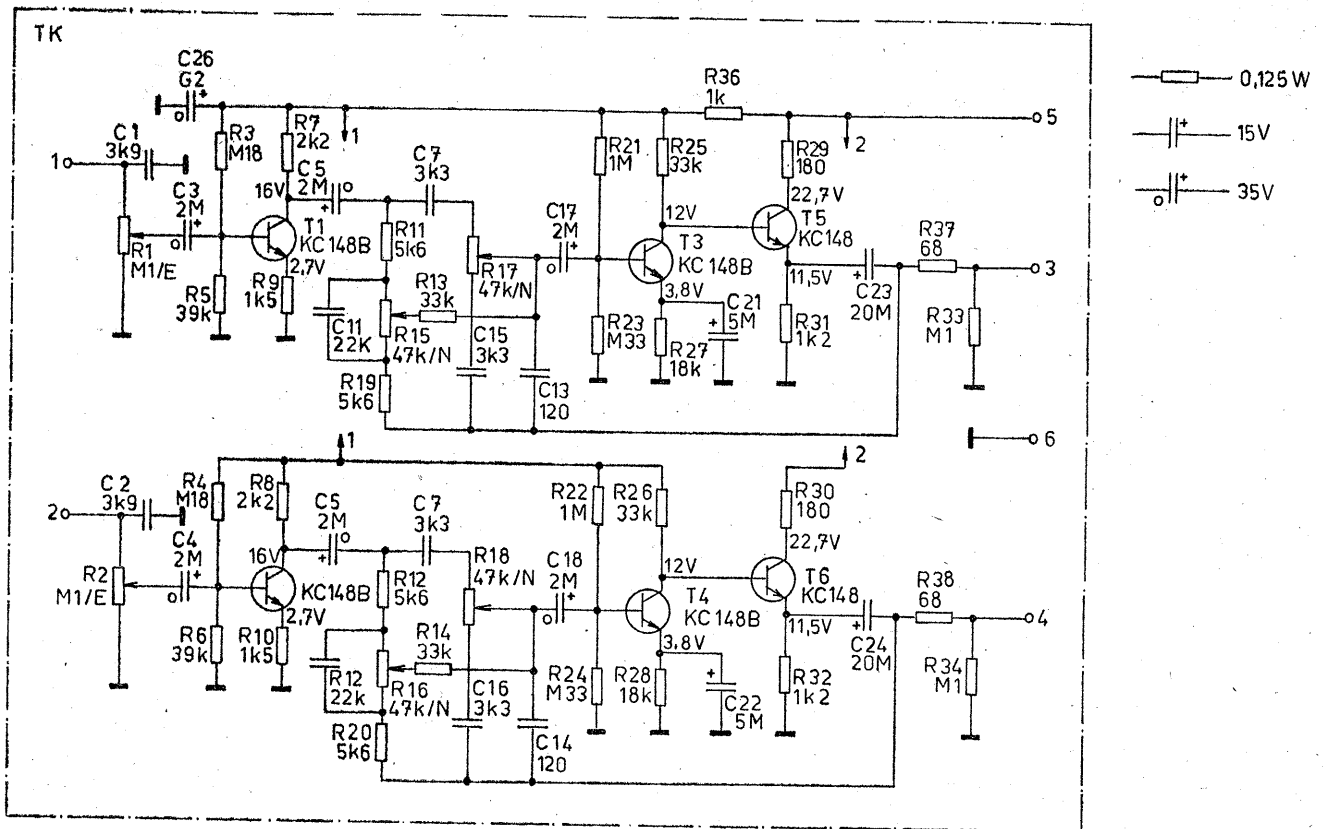 TK
C26
G2
R36
1k
0,125W
5
C1
3k9
R3
M18
R7
2k2
1
R21
1M
R25
33k
R29
180
2
15V
1
C5
2M
C7
3k3
16V
22,7V
35V
C3
2M
C17
2M
12V
T5
KC148
R37
68
R1
M1/E
T1
KC148B
R11
5k6
T3
KC148B
3
2,7V
R13
33k
R17
47k/N
3,8V
11,5V
R5
39k
R9
1k5
C21
5M
C23
20M
C11
22K
R15
47k/N
C15
3k3
R23
M33
R27
18k
R31
1k2
R33
M1
R19
5k6
C13
120
6
1
2
C2
3k9
R4
M18
R8
2k2
C5
2M
C7
3k3
R22
1M
R26
33k
R30
180
2
16V
22,7V
C4
2M
R18
47k/N
C18
2M
12V
T6
KC148
R38
68
R2
M1/E
KC148B
R12
5k6
T4
KC148B
4
2,7V
3,8V
11,5V
R6
39k
R10
1k5
R14
33k
C24
20M
R12
22k
R16
47k/N
C16
3k3
R24
M33
R28
18k
C22
5M
R32
1k2
R34
M1
R20
5k6
C14
120